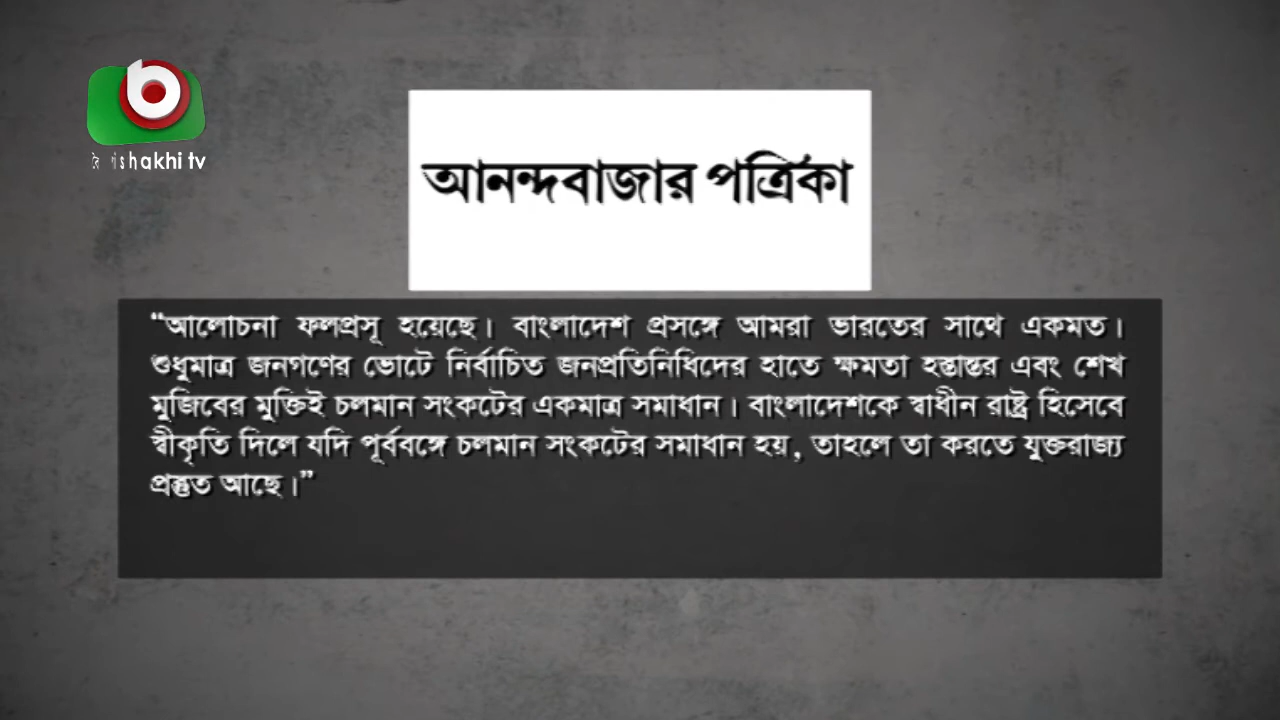 shakhi tv
আনন্দবাজার পত্রিকা
“আলোচনা ফলপ্রসূ হয়েছে। বাংলাদেশ প্রসঙ্গে আমরা ভারতের সাথে একমত।
শুধুমাত্র জনগণের ভোটে নির্বাচিত জনপ্রতিনিধিদের হাতে ক্ষমতা হস্তান্তর এবং শেখ
মুজিবের মুক্তিই চলমান সংকটের একমাত্র সমাধান। বাংলাদেশকে স্বাধীন রাষ্ট্র হিসেবে
স্বীকৃতি দিলে যদি পূর্ববঙ্গে চলমান সংকটের সমাধান হয়, তাহলে তা করতে যুক্তরাজ্য
প্রস্তুত আছে।”